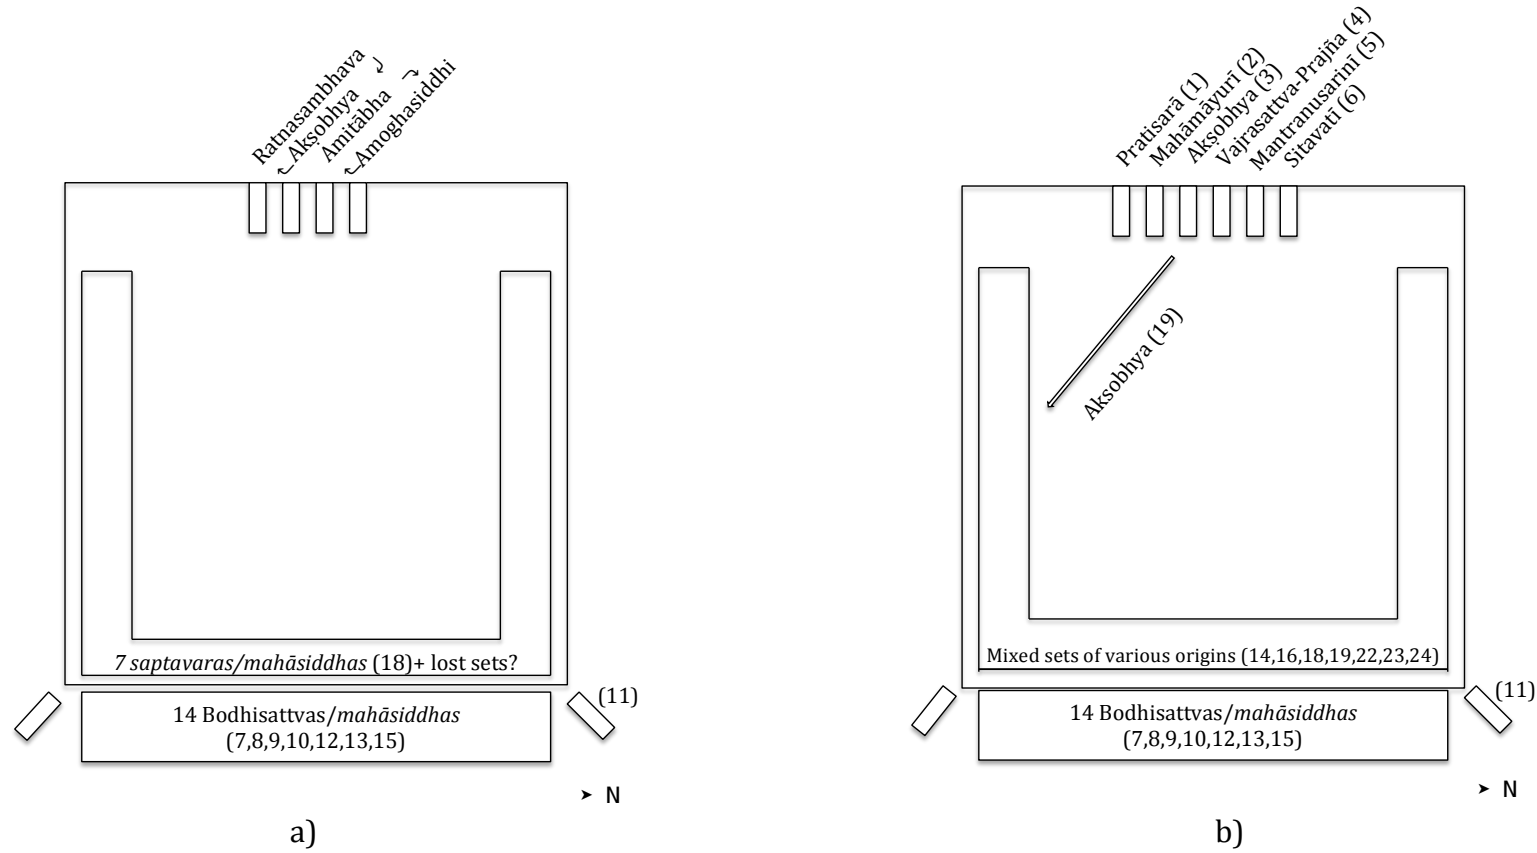 Ratnasambhava
Akṣobhya
Amitābha
Amoghasiddhi
7 saptavaras/mahāsiddhas (18)+ lost sets?
(11)
14 Bodhisattvas/mahāsiddhas
(7,8,9,10,12,13,15)
N
a)
Pratisarā (1)
Mahāmāyurī (2)
Akṣobhya (3)
Vajrasattva-Prajña (4)
Mantranusarinī (5)
Sitavatī (6)
Akṣobhya (19)
Mixed sets of various origins (14,16,18,19,22,23,24)
(11)
14 Bodhisattvas/mahāsiddhas
(7,8,9,10,12,13,15)
N
b)